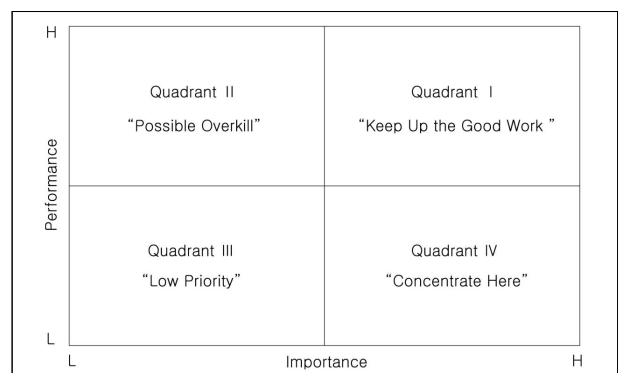 H
Quadrant II
Quadrant I
“Possible Overkill”
“Keep Up the Good Work ”
Performance
Quadrant III
Quadrant IV
“Low Priority”
“Concentrate Here”
L
L
Importance
H